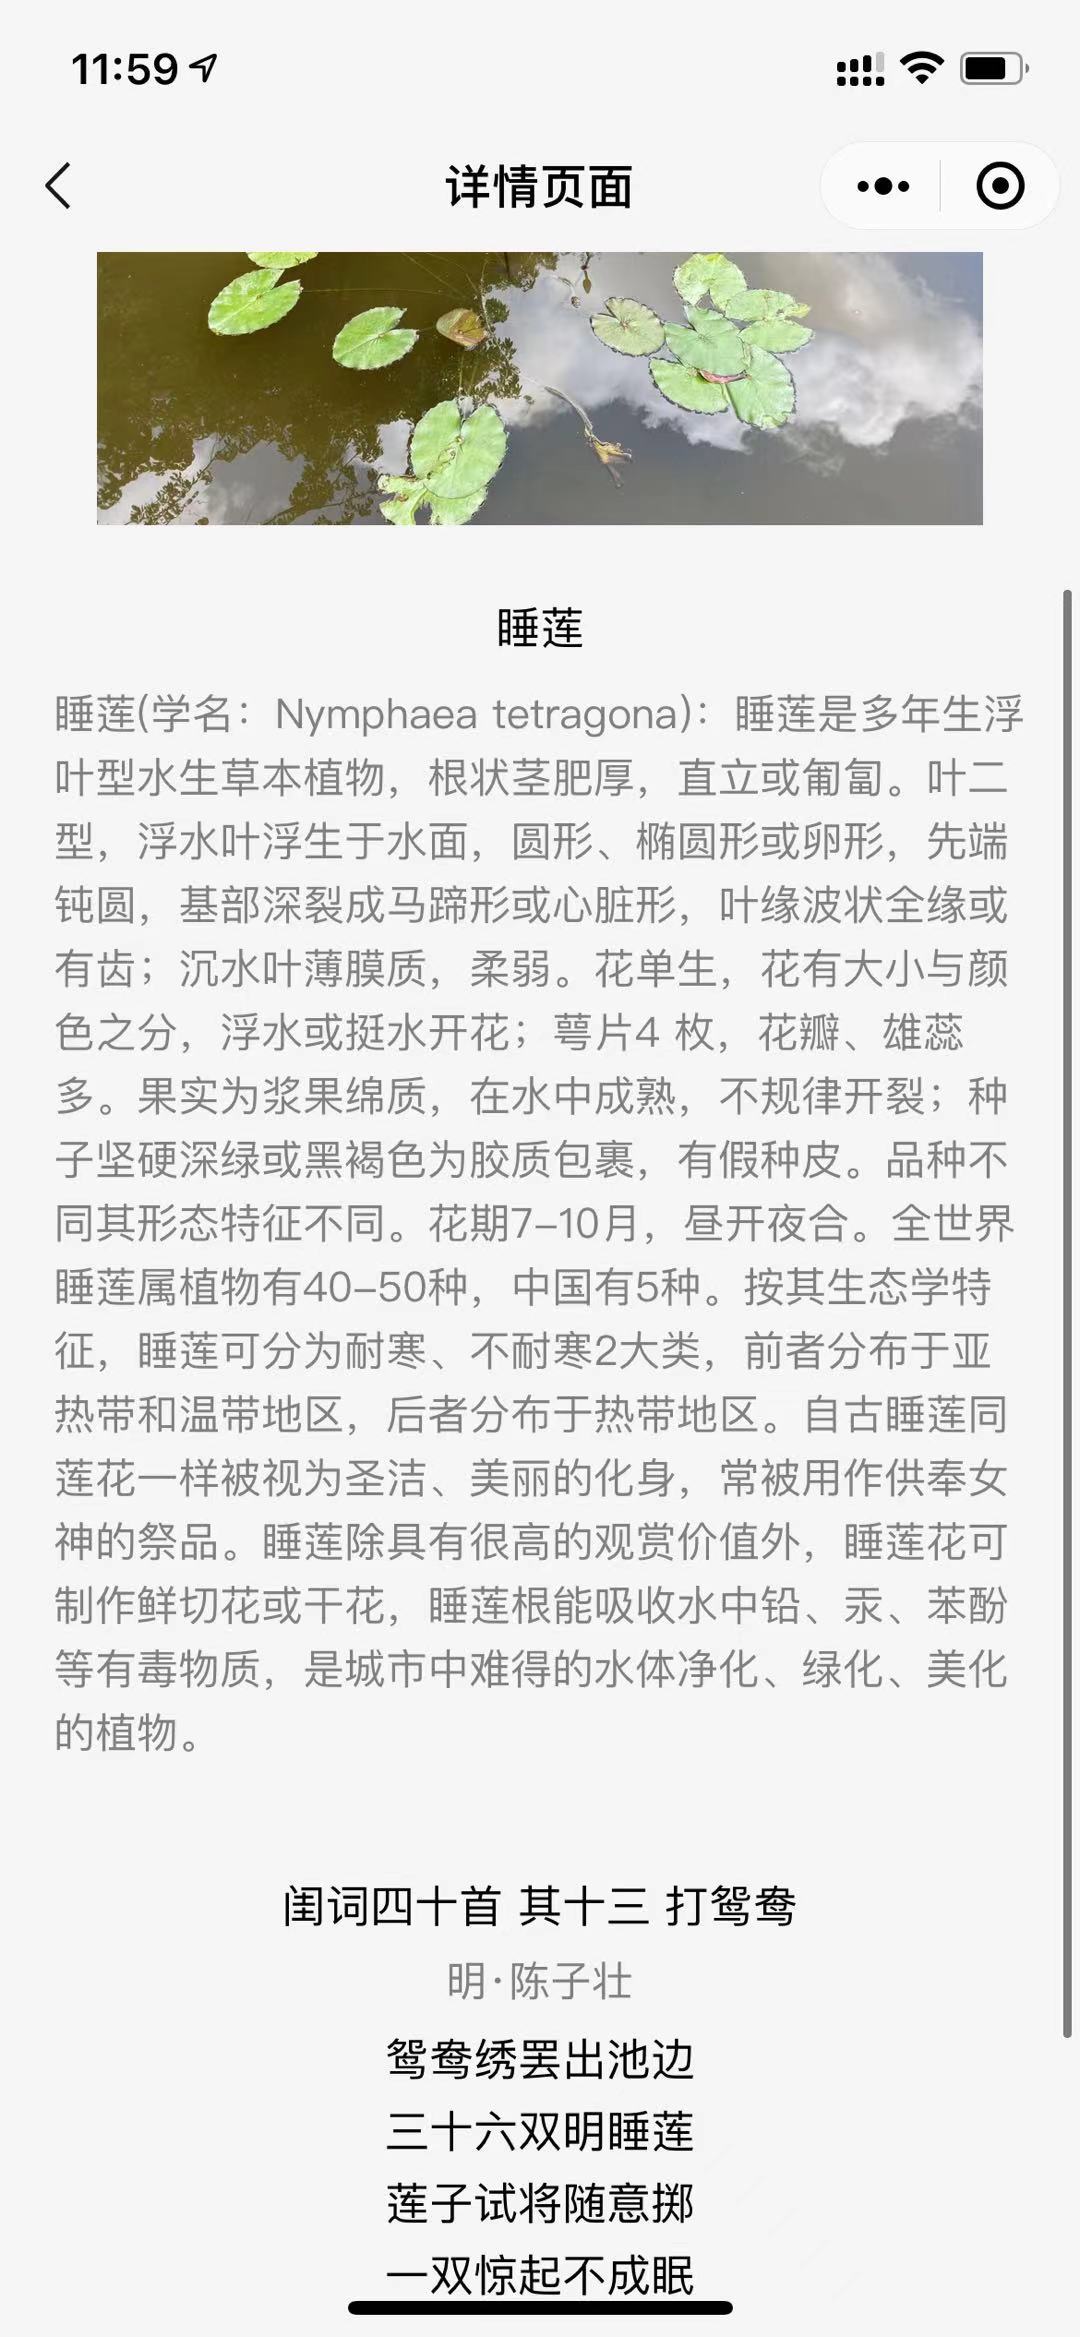 11:59
详情页面
睡莲
睡莲(学名：Nymphaea tetragona)：睡莲是多年生浮
叶型水生草本植物，根状茎肥厚，直立或匍匐。叶二
型，浮水叶浮生于水面，圆形、椭圆形或卵形，先端
钝圆，基部深裂成马蹄形或心脏形，叶缘波状全缘或
有齿；沉水叶薄膜质，柔弱。花单生，花有大小与颜
色之分，浮水或挺水开花；萼片4 枚，花瓣、雄蕊
多。果实为浆果绵质，在水中成熟，不规律开裂；种
子坚硬深绿或黑褐色为胶质包裹，有假种皮。品种不
同其形态特征不同。花期7–10月，昼开夜合。全世界
睡莲属植物有40–50种，中国有5种。按其生态学特
征，睡莲可分为耐寒、不耐寒2大类，前者分布于亚
热带和温带地区，后者分布于热带地区。自古睡莲同
莲花一样被视为圣洁、美丽的化身，常被用作供奉女
神的祭品。睡莲除具有很高的观赏价值外，睡莲花可
制作鲜切花或干花，睡莲根能吸收水中铅、汞、苯酚
等有毒物质，是城市中难得的水体净化、绿化、美化
的植物。
闺词四十首 其十三 打鸳鸯
明·陈子壮
鸳鸯绣罢出池边
三十六双明睡莲
莲子试将随意掷
一双惊起不成眠